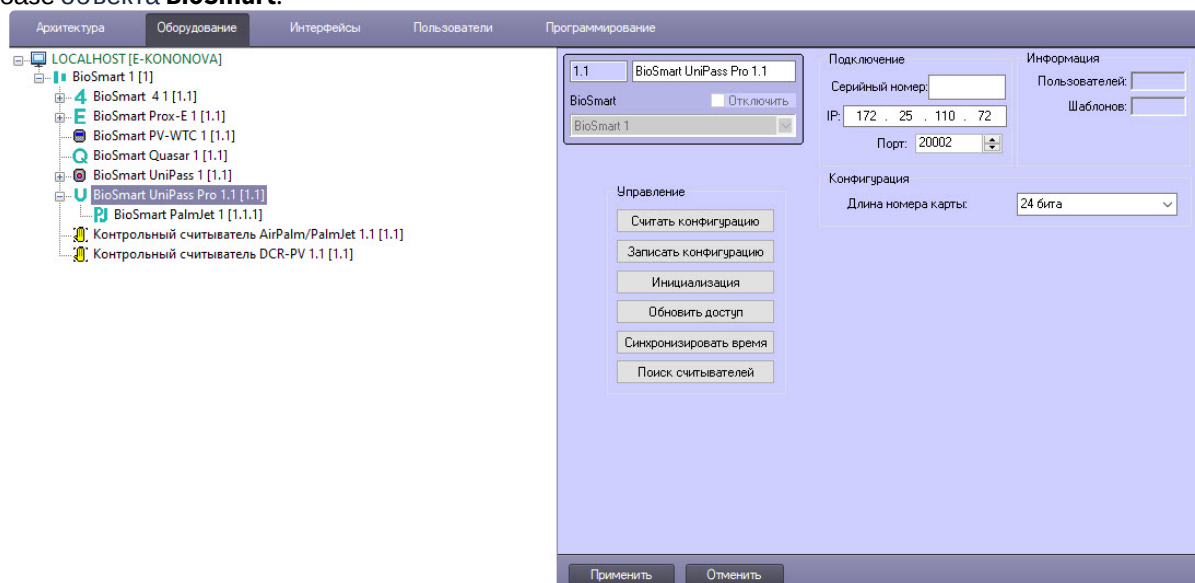 базе объекта BioSmart.
Архитектура Оборудование Интерфейсы Пользователи Программирование
LOCALHOST [E-KONONOVA]
BioSmart 1 [1]
BioSmart 4 1 [1.1]
BioSmart Prox-E 1 [1.1]
BioSmart PV-WTC 1 [1.1]
BioSmart Quasar 1 [1.1]
BioSmart UniPass 1 [1.1]
BioSmart UniPass Pro 1.1 [1.1]
BioSmart PalmJet 1 [1.1.1]
Контрольный считыватель AirPalm/PalmJet 1.1 [1.1]
Контрольный считыватель DCR-PV 1.1 [1.1]
1.1 BioSmart UniPass Pro 1.1
BioSmart Отключить
BioSmart 1
Управление
Считать конфигурацию
Записать конфигурацию
Инициализация
Обновить доступ
Синхронизировать время
Поиск считывателей
Подключение
Серийный номер:
IP: 172 . 25 . 110 . 72
Порт: 20002
Информация
Пользователей:
Шаблонов:
Конфигурация
Длина номера карты: 24 бита
Применить Отменить